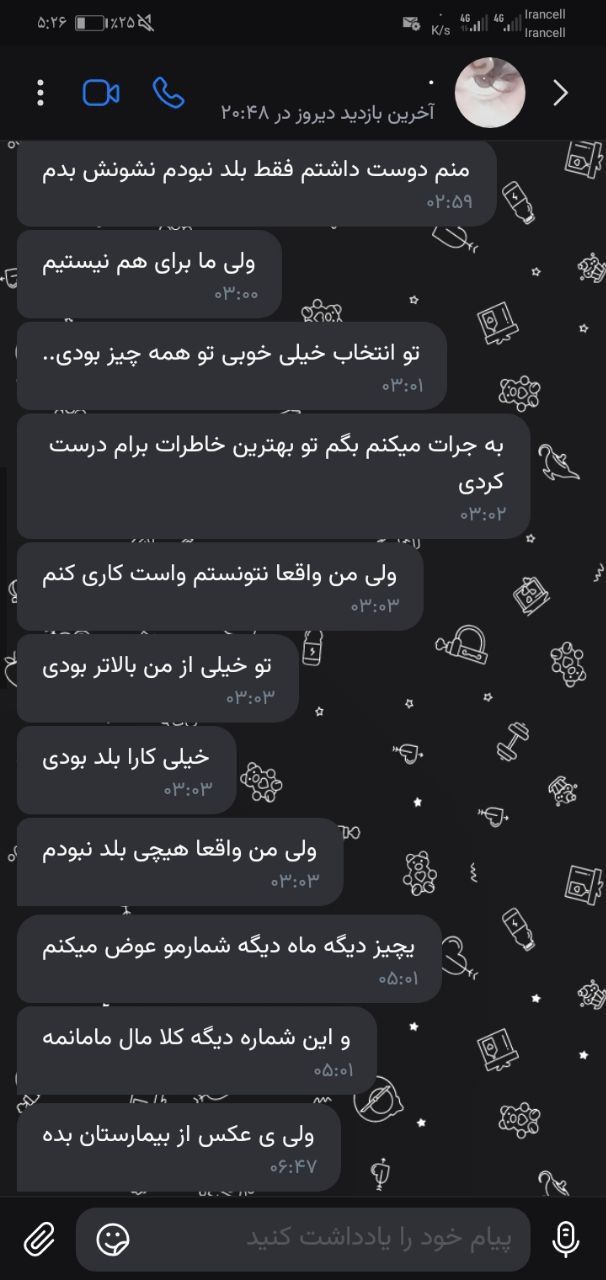 ۵:۲۶
٪۲۵
K/s
4G
4G
Irancell
Irancell
آخرین بازدید دیروز در ۲۰:۴۸
منم دوست داشتم فقط بلد نبودم نشونش بدم
۰۲:۵۹
ولی ما برای هم نیستیم
۰۳:۰۰
تو انتخاب خیلی خوبی تو همه چیز بودی..
۰۳:۰۱
به جرات میکنم بگم تو بهترین خاطرات برام درست
کردی
۰۳:۰۲
ولی من واقعا نتونستم واست کاری کنم
۰۳:۰۳
تو خیلی از من بالاتر بودی
۰۳:۰۳
خیلی کارا بلد بودی
۰۳:۰۳
ولی من واقعا هیچی بلد نبودم
۰۳:۰۳
یچیز دیگه ماه دیگه شمارمو عوض میکنم
۰۵:۰۱
و این شماره دیگه کلا مال مامانمه
۰۵:۰۱
ولی ی عکس از بیمارستان بده
۰۶:۴۷
پیام خود را یادداشت کنید